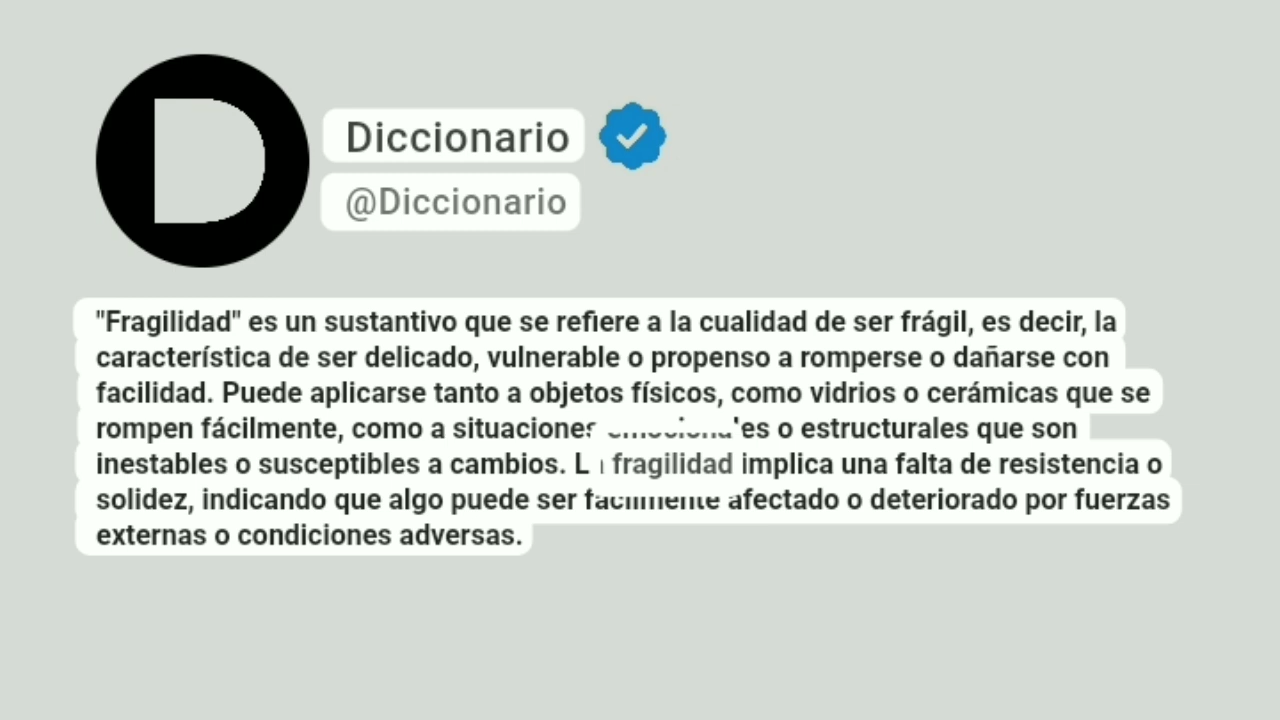 D
Diccionario
@Diccionario
"Fragilidad" es un sustantivo que se refiere a la cualidad de ser frágil, es decir, la
característica de ser delicado, vulnerable o propenso a romperse o dañarse con
facilidad. Puede aplicarse tanto a objetos físicos, como vidrios o cerámicas que se
rompen fácilmente, como a situaciones emocionales o estructurales que son
inestables o susceptibles a cambios. La fragilidad implica una falta de resistencia o
solidez, indicando que algo puede ser fácilmente afectado o deteriorado por fuerzas
externas o condiciones adversas.